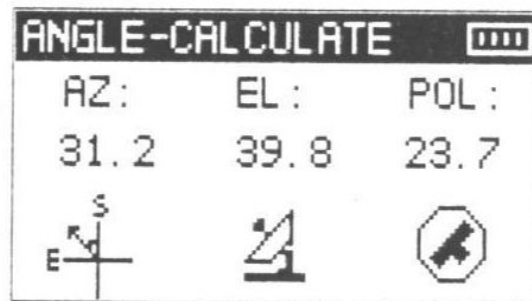 ANGLE-CALCULATE
AZ: EL: POL:
31.2 39.8 23.7
S
E